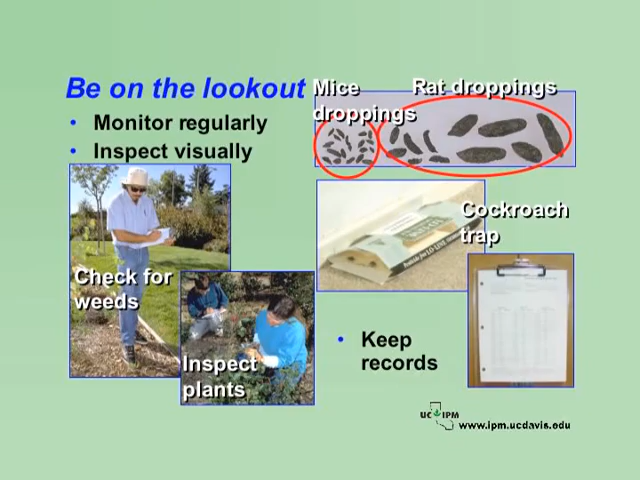 Be on the lookout
• Monitor regularly
• Inspect visually
Mice
droppings
Rat droppings
Cockroach
trap
Check for
weeds
Inspect
plants
• Keep
records
UC IPM
www.ipm.ucdavis.edu